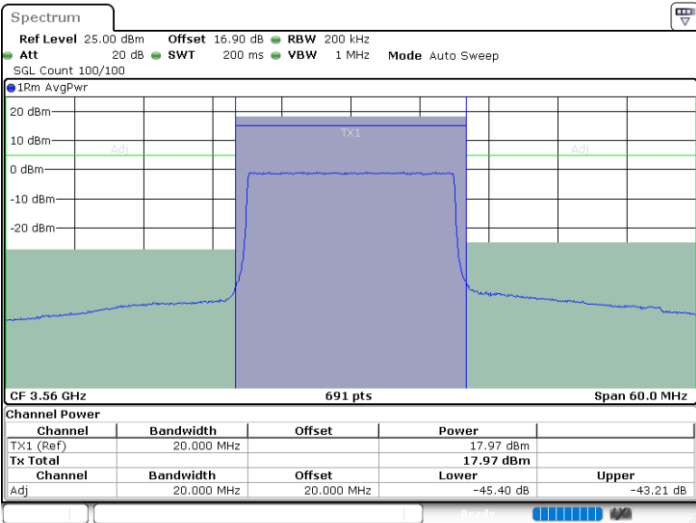 Spectrum
Ref Level 25.00 dBm Offset 16.90 dB RBW 200 kHz
Att 20 dB SWT 200 ms VBW 1 MHz Mode Auto Sweep
SGL Count 100/100
1Rm AvgPwr
20 dBm
TX1
10 dBm
Adj Adj
0 dBm
-10 dBm
-20 dBm
CF 3.56 GHz 691 pts Span 60.0 MHz
Channel Power
Channel Bandwidth Offset Power
TX1 (Ref) 20.000 MHz 17.97 dBm
Tx Total 17.97 dBm
Channel Bandwidth Offset Lower Upper
Adj 20.000 MHz 20.000 MHz -45.40 dB -43.21 dB
Ready